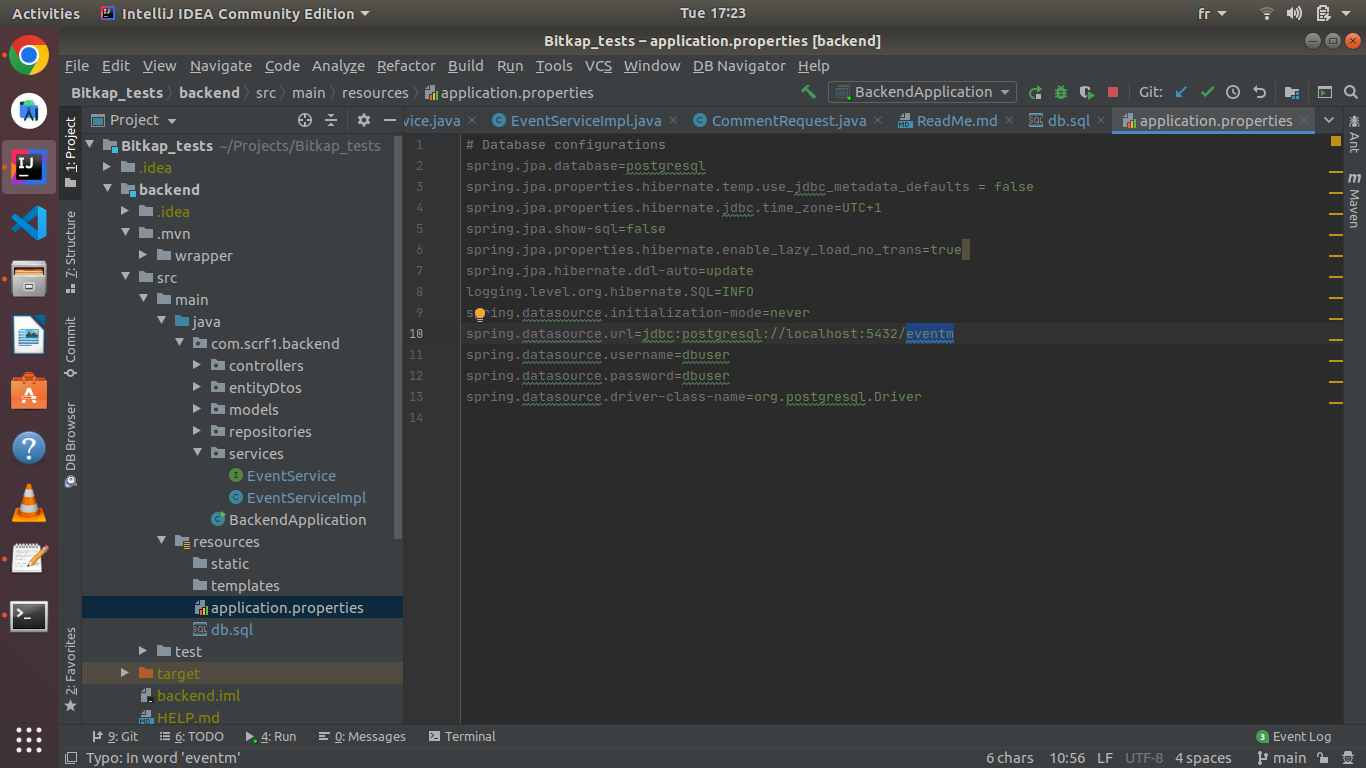 Activities IntelliJ IDEA Community Edition Tue 17:23 fr
Bitkap_tests – application.properties [backend]
File Edit View Navigate Code Analyze Refactor Build Run Tools VCS Window DB Navigator Help
Bitkap_tests backend src main resources application.properties BackendApplication Git:
Project vice.java EventServiceImpl.java CommentRequest.java ReadMe.md db.sql application.properties
1: Project
7: Structure
Commit
DB Browser
2: Favorites
Bitkap_tests ~/Projects/Bitkap_tests
.idea
backend
.idea
.mvn
wrapper
src
main
java
com.scrf1.backend
controllers
entityDtos
models
repositories
services
EventService
EventServiceImpl
BackendApplication
resources
static
templates
application.properties
db.sql
test
target
backend.iml
HELP.md
1 # Database configurations
2 spring.jpa.database=postgresql
3 spring.jpa.properties.hibernate.temp.use_jdbc_metadata_defaults = false
4 spring.jpa.properties.hibernate.jdbc.time_zone=UTC+1
5 spring.jpa.show-sql=false
6 spring.jpa.properties.hibernate.enable_lazy_load_no_trans=true
7 spring.jpa.hibernate.ddl-auto=update
8 logging.level.org.hibernate.SQL=INFO
9 spring.datasource.initialization-mode=never
10 spring.datasource.url=jdbc:postgresql://localhost:5432/eventm
11 spring.datasource.username=dbuser
12 spring.datasource.password=dbuser
13 spring.datasource.driver-class-name=org.postgresql.Driver
14
Ant
Maven
9: Git 6: TODO 4: Run 0: Messages Terminal 3 Event Log
Typo: In word 'eventm' 6 chars 10:56 LF UTF-8 4 spaces main